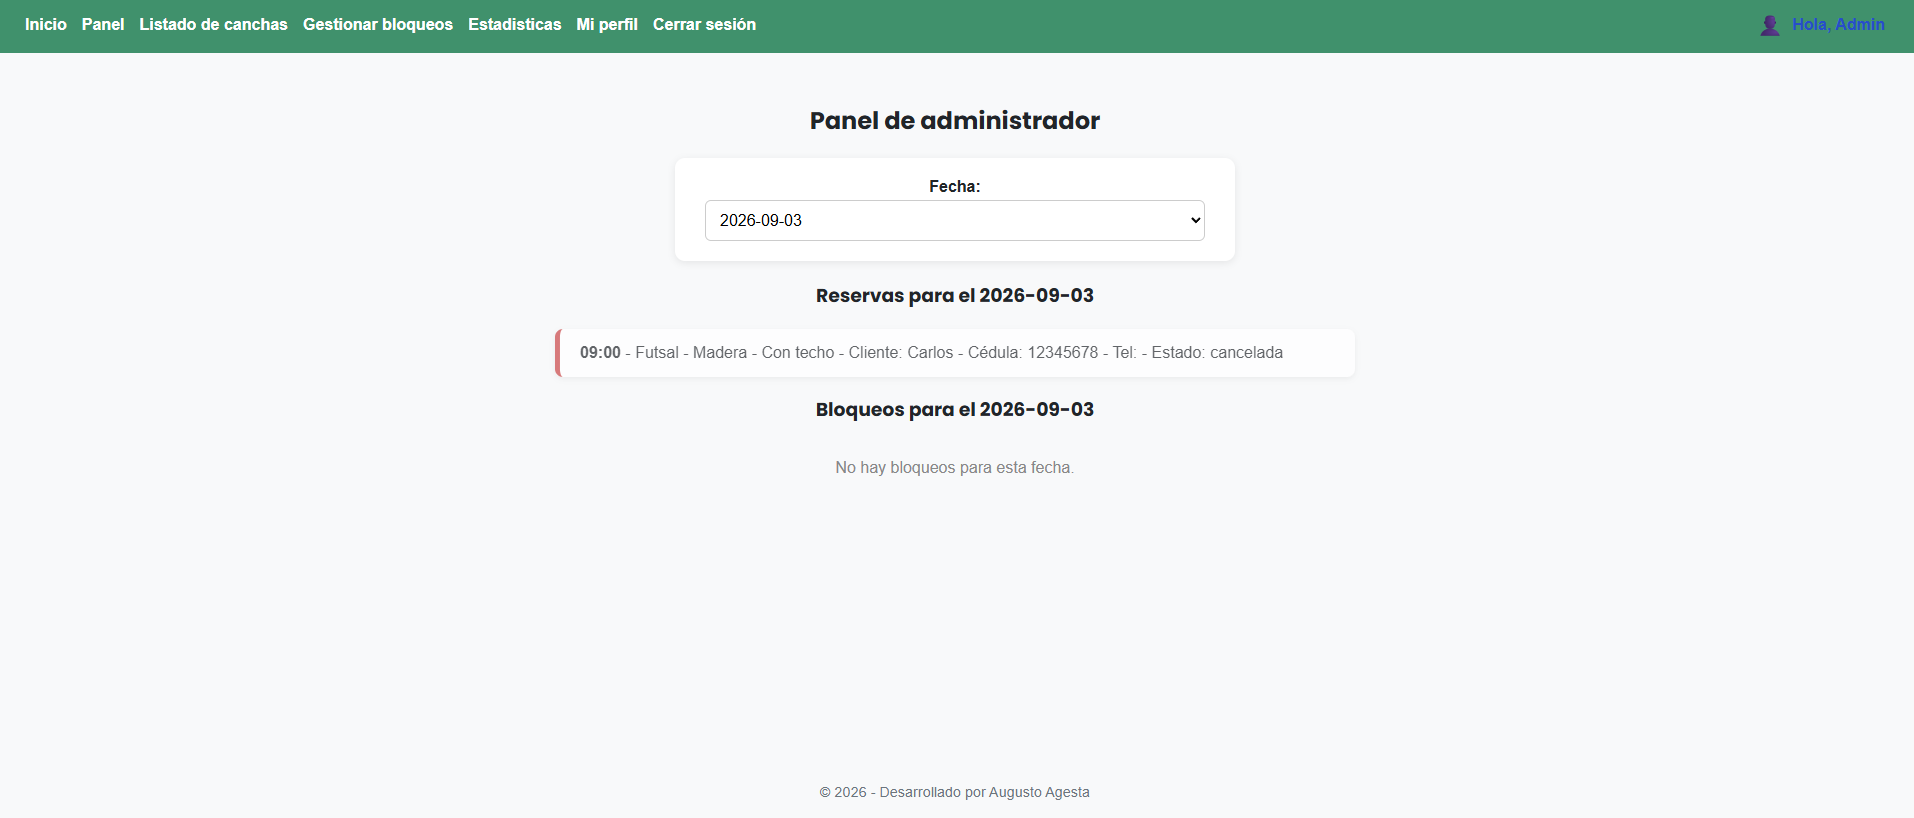 Inicio Panel Listado de canchas Gestionar bloqueos Estadisticas Mi perfil Cerrar sesión Hola, Admin
Panel de administrador
Fecha:
2026-09-03
Reservas para el 2026-09-03
09:00 - Futsal - Madera - Con techo - Cliente: Carlos - Cédula: 12345678 - Tel: - Estado: cancelada
Bloqueos para el 2026-09-03
No hay bloqueos para esta fecha.
© 2026 - Desarrollado por Augusto Agesta